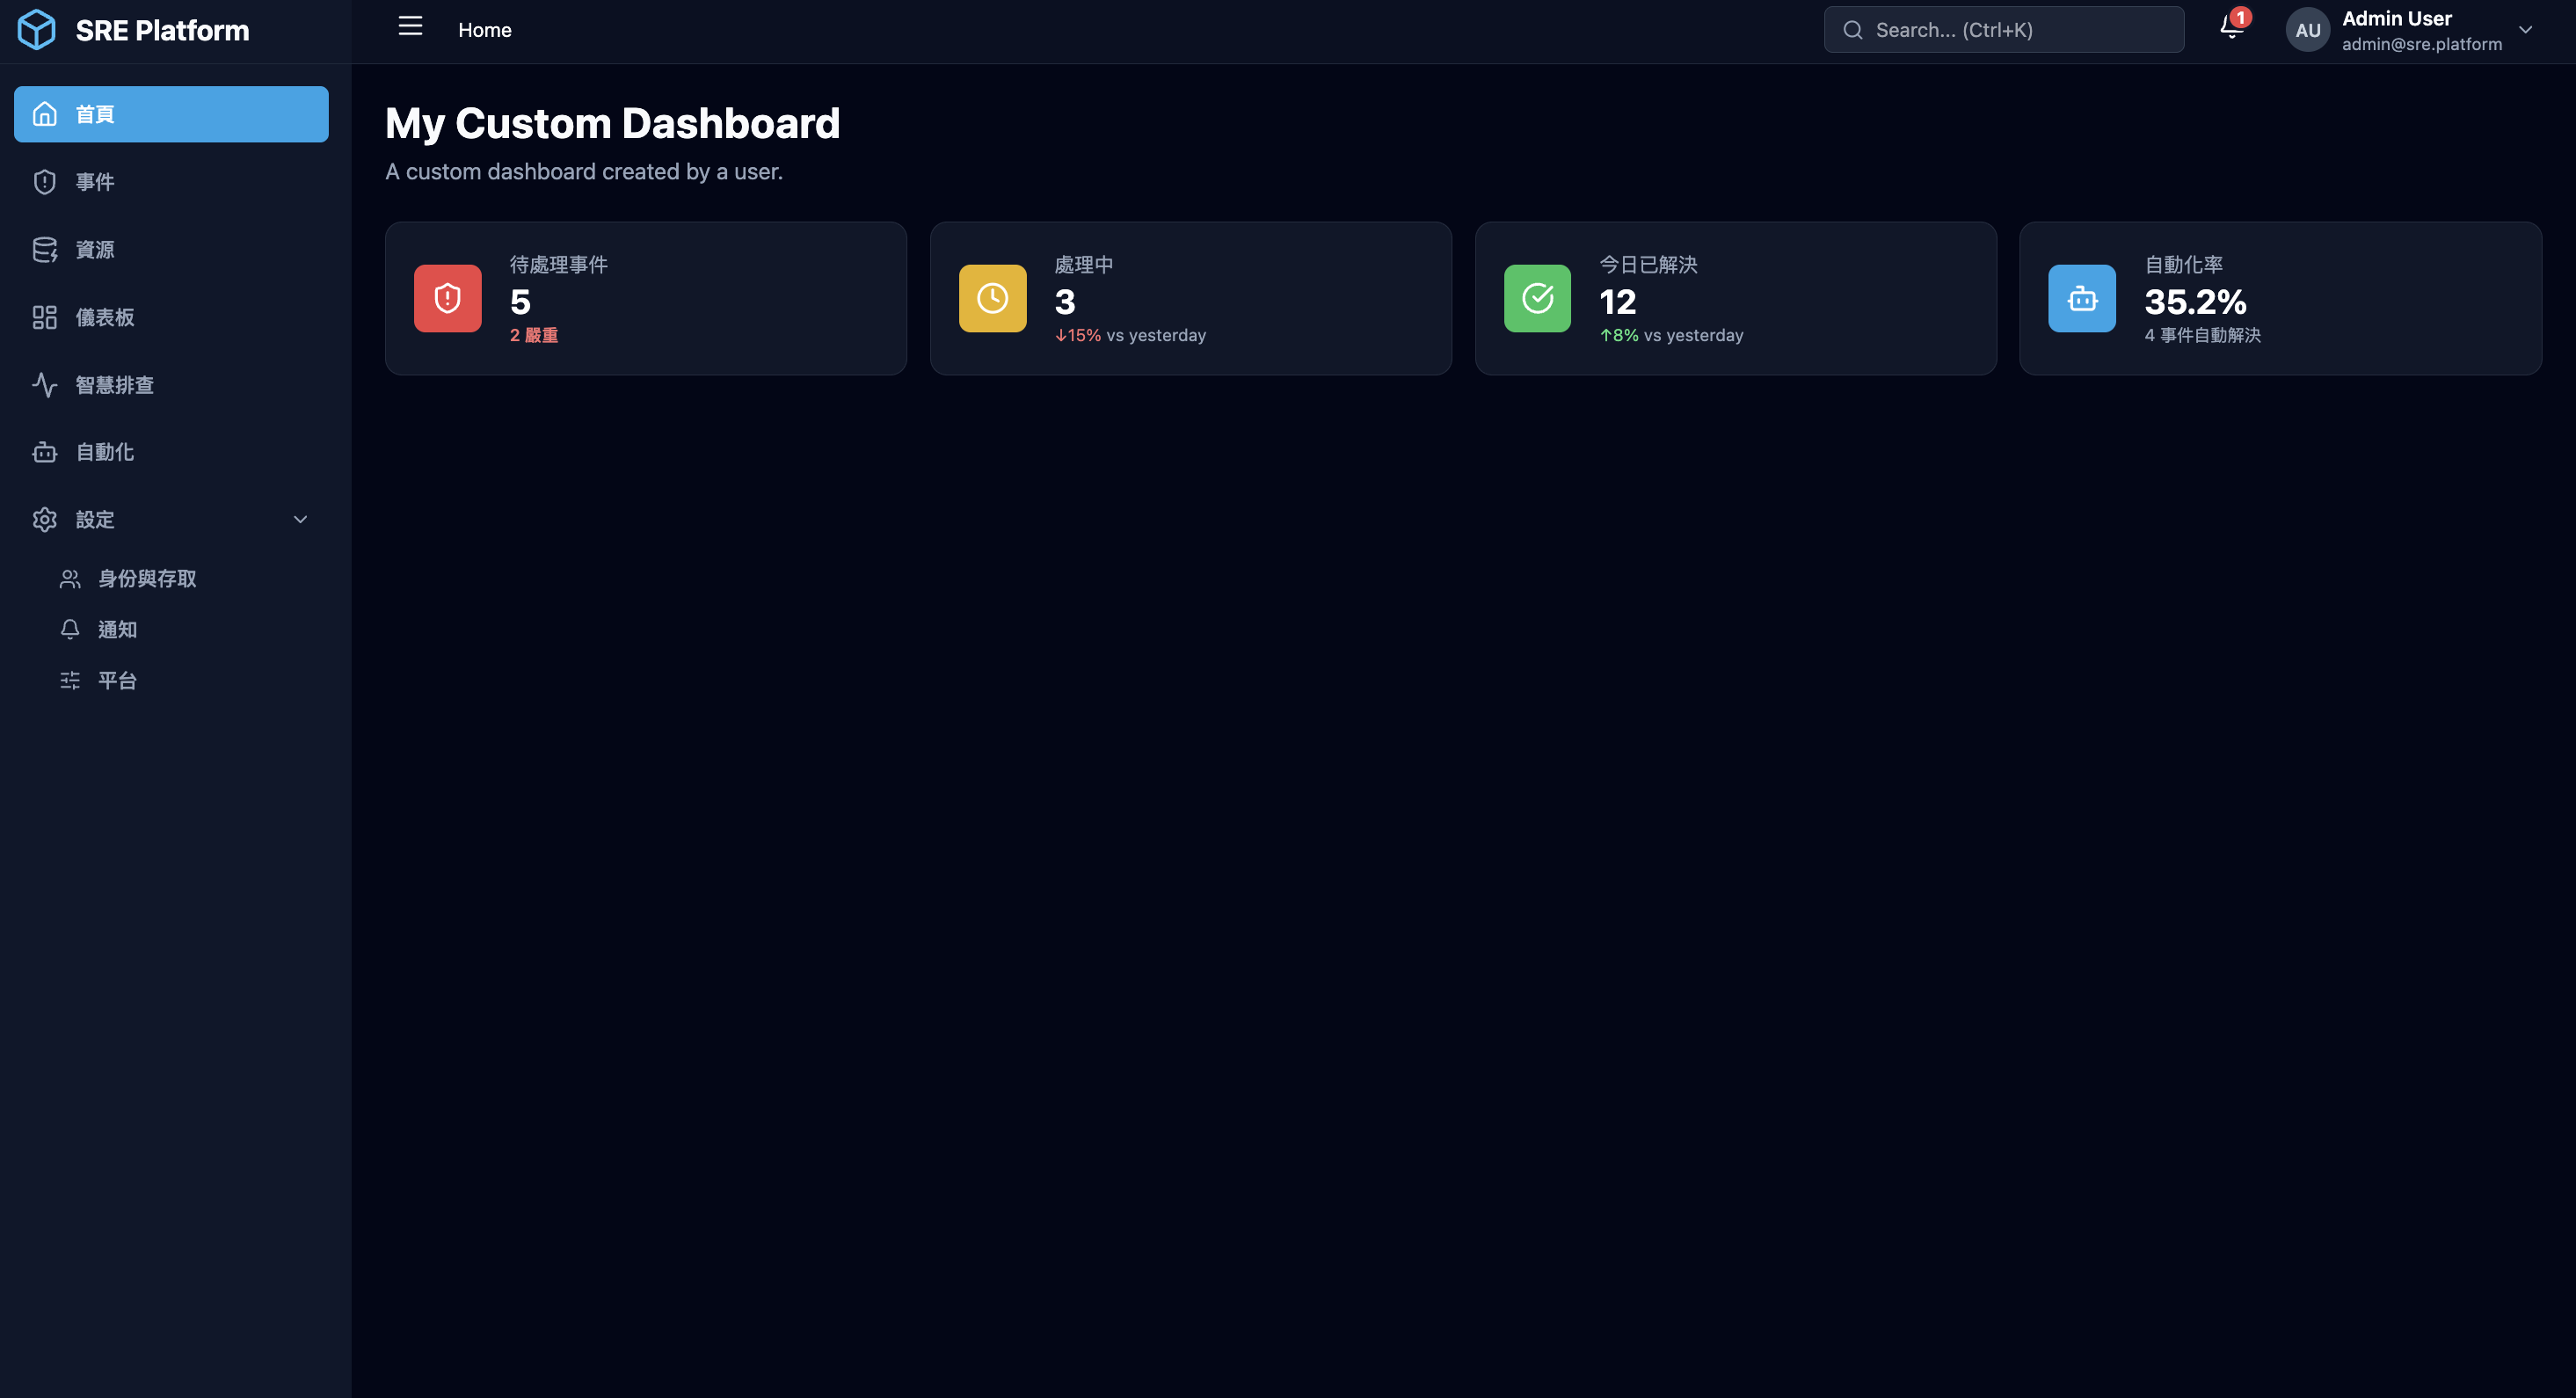 SRE Platform
Home
Search... (Ctrl+K)
1
AU
Admin User
admin@sre.platform
首頁
事件
資源
儀表板
智慧排查
自動化
設定
身份與存取
通知
平台
My Custom Dashboard
A custom dashboard created by a user.
待處理事件
5
2 嚴重
處理中
3
↓15% vs yesterday
今日已解決
12
↑8% vs yesterday
自動化率
35.2%
4 事件自動解決